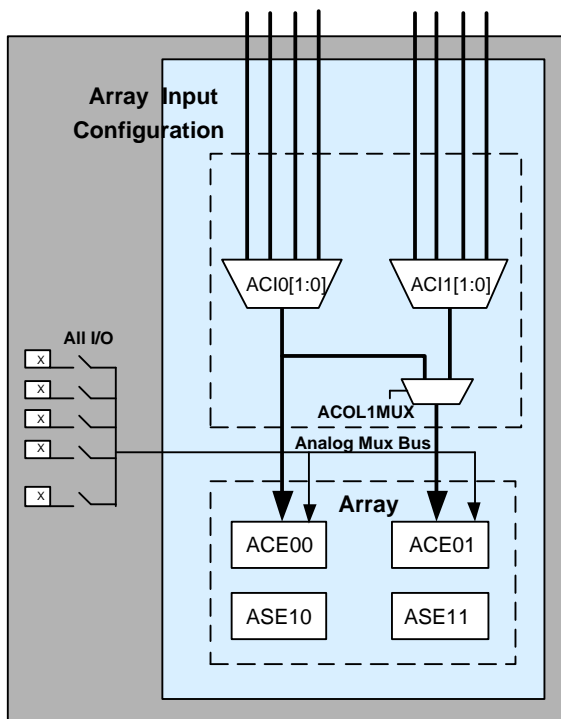 Array Input
Configuration
ACI0[1:0]
ACI1[1:0]
All I/O
X
X
X
X
X
ACOL1MUX
Analog Mux Bus
Array
ACE00
ACE01
ASE10
ASE11